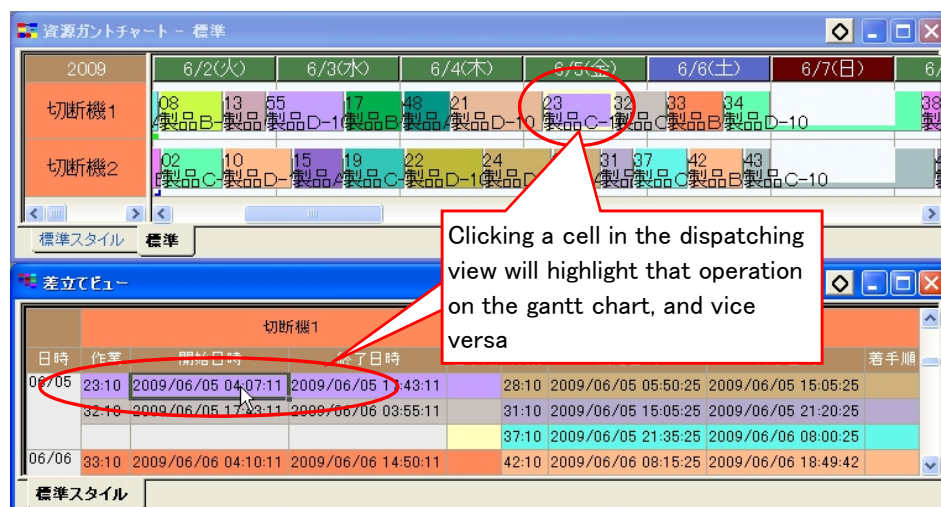 資源ガントチャート - 標準
2009 6/2(火) 6/3(水) 6/4(木) 6/5(金) 6/6(土) 6/7(日) 6/
切断機1
08 13 55 17 48 21 23 32 33 34 38
製品B- 製品 製品D-1 製品B 製品 製品D-10 製品C-1 製品C 製品B 製品D-10 製
切断機2
02 10 15 19 22 24 31 37 42 43
製品C- 製品D- 製品A 製品C- 製品D-1 製品D 製品 製品C 製品B 製品C-10
標準スタイル 標準
Clicking a cell in the dispatching
view will highlight that operation
on the gantt chart, and vice
versa
差立てビュー
切断機1
日時 作業 開始日時 終了日時 着手順
06/05 23:10 2009/06/05 04:07:11 2009/06/05 17:43:11 28:10 2009/06/05 05:50:25 2009/06/05 15:05:25
32:10 2009/06/05 17:43:11 2009/06/06 03:55:11 31:10 2009/06/05 15:05:25 2009/06/05 21:20:25
37:10 2009/06/05 21:35:25 2009/06/06 08:00:25
06/06 33:10 2009/06/06 04:10:11 2009/06/06 14:50:11 42:10 2009/06/06 08:15:25 2009/06/06 18:49:42
標準スタイル